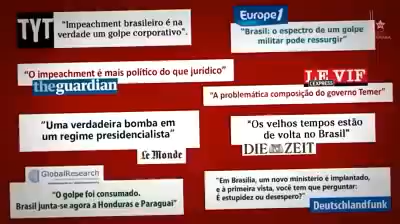 TYT
"Impeachment brasileiro é na
verdade um golpe corporativo".
Europe1
"Brasil: o espectro de um golpe
militar pode ressurgir"
"O impeachment é mais político do que jurídico"
theguardian
LE VIF
L'EXPRESS
"A problemática composição do governo Temer"
"Uma verdadeira bomba em
um regime presidencialista"
Le Monde
"Os velhos tempos estão
de volta no Brasil"
DIE ZEIT
GlobalResearch
"O golpe foi consumado.
Brasil junta-se agora a Honduras e Paraguai"
"Em Brasília, um novo ministério é implantado,
e à primeira vista, você tem que perguntar:
É estupidez ou desespero?"
Deutschlandfunk